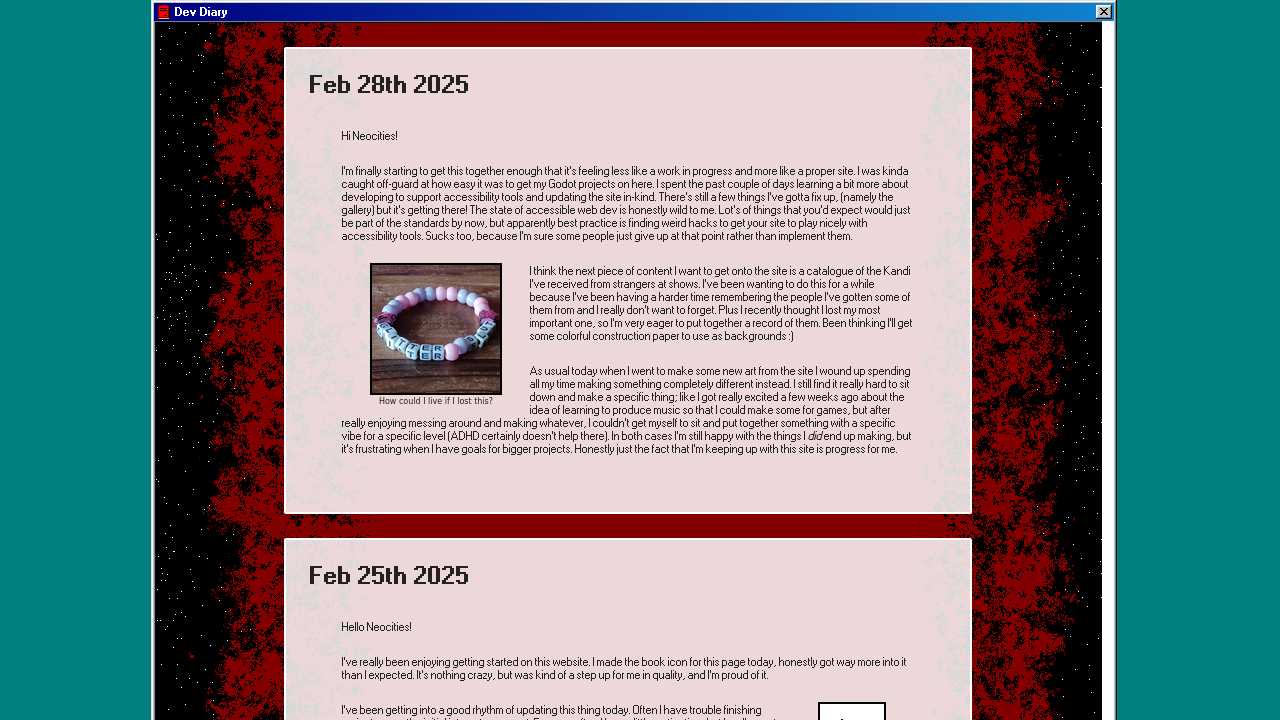 Dev Diary
Feb 28th 2025
Hi Neocities!
I'm finally starting to get this together enough that it's feeling less like a work in progress and more like a proper site. I was kinda
caught off-guard at how easy it was to get my Godot projects on here. I spent the past couple of days learning a bit more about
developing to support accessibility tools and updating the site in-kind. There's still a few things I've gotta fix up, (namely the
gallery) but it's getting there! The state of accessible web dev is honestly wild to me. Lot's of things that you'd expect would just
be part of the standards by now, but apparently best practice is finding weird hacks to get your site to play nicely with
accessibility tools. Sucks too, because I'm sure some people just give up at that point rather than implement them.
I think the next piece of content I want to get onto the site is a catalogue of the Kandi
I've received from strangers at shows. I've been wanting to do this for a while
because I've been having a harder time remembering the people I've gotten some of
them from and I really don't want to forget. Plus I recently thought I lost my most
important one, so I'm very eager to put together a record of them. Been thinking I'll get
some colorful construction paper to use as backgrounds :)
How could I live if I lost this?
As usual today when I went to make some new art from the site I wound up spending
all my time making something completely different instead. I still find it really hard to sit
down and make a specific thing; like I got really excited a few weeks ago about the
idea of learning to produce music so that I could make some for games, but after
really enjoying messing around and making whatever, I couldn't get myself to sit and put together something with a specific
vibe for a specific level (ADHD certainly doesn't help there). In both cases I'm still happy with the things I did end up making, but
it's frustrating when I have goals for bigger projects. Honestly just the fact that I'm keeping up with this site is progress for me.
Feb 25th 2025
Hello Neocities!
I've really been enjoying getting started on this website. I made the book icon for this page today, honestly got way more into it
than I expected. It's nothing crazy, but was kind of a step up for me in quality, and I'm proud of it.
I've been getting into a good rhythm of updating this thing today. Often I have trouble finishing